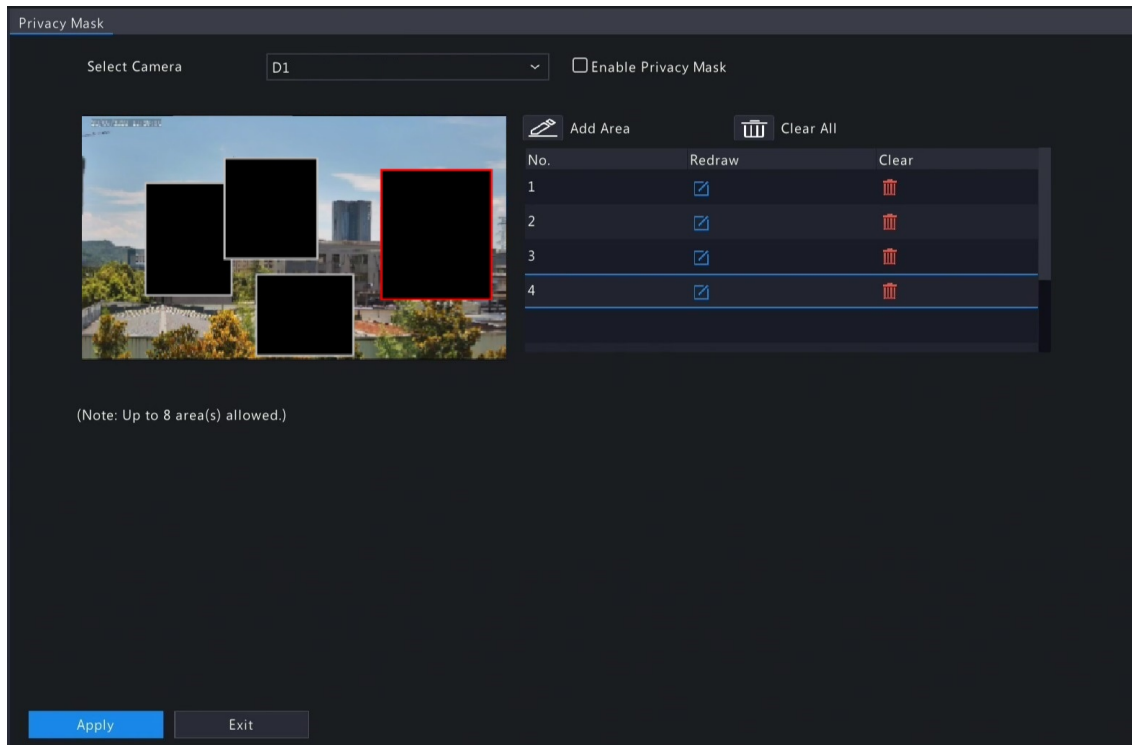 Privacy Mask
Select Camera D1 Enable Privacy Mask
Add Area Clear All
No. Redraw Clear
1
2
3
4
(Note: Up to 8 area(s) allowed.)
Apply Exit